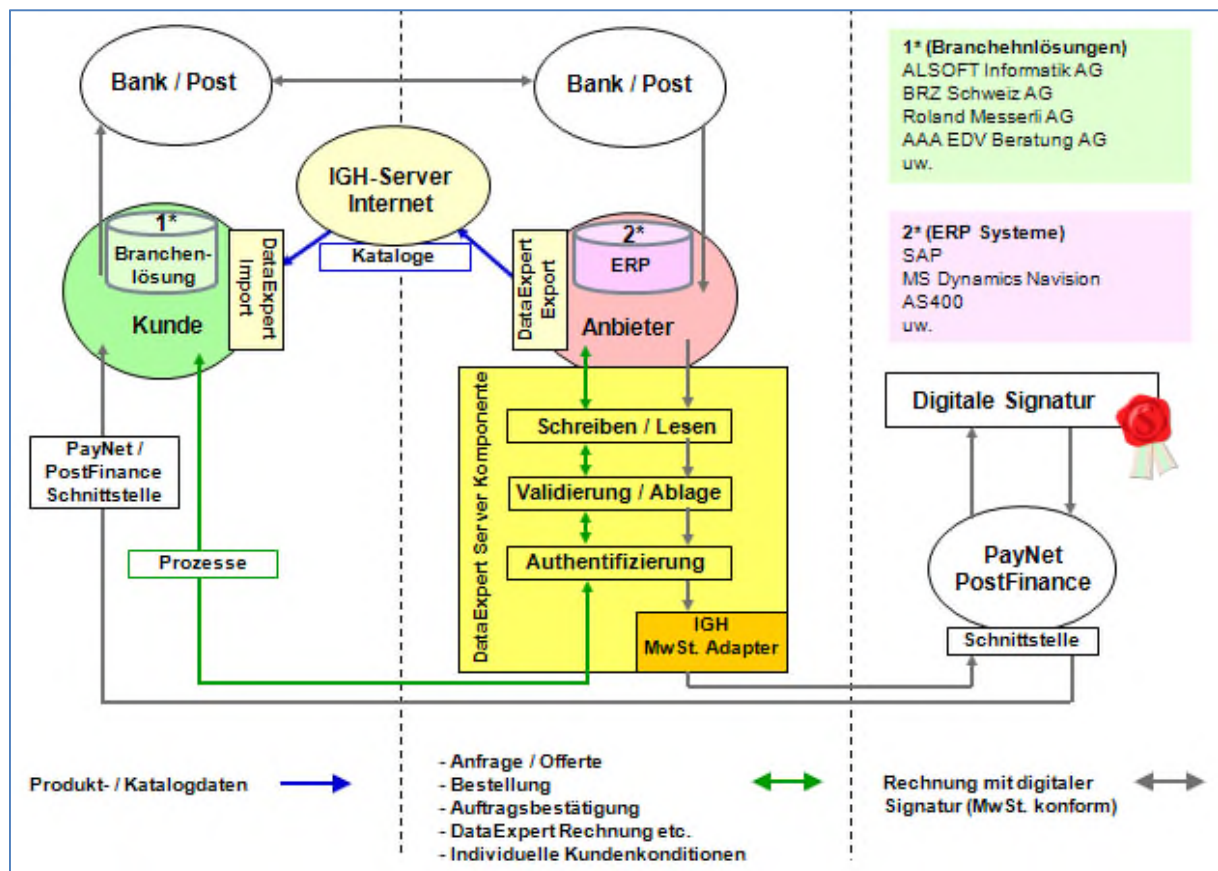 Bank / Post
Bank / Post
1* (Branchehnlösungen)
ALSOFT Informatik AG
BRZ Schweiz AG
Roland Messerli AG
AAA EDV Beratung AG
uw.
IGH-Server
Internet
1*
Branchen-
lösung
Kunde
DataExpert
Import
Kataloge
DataExpert
Export
2*
ERP
Anbieter
2* (ERP Systeme)
SAP
MS Dynamics Navision
AS400
uw.
DataExpert Server Komponente
Schreiben / Lesen
Validierung / Ablage
Authentifizierung
IGH
MwSt. Adapter
PayNet /
PostFinance
Schnittstelle
Prozesse
Digitale Signatur
S
PayNet
PostFinance
Schnittstelle
Produkt- / Katalogdaten
- Anfrage / Offerte
- Bestellung
- Auftragsbestätigung
- DataExpert Rechnung etc.
- Individuelle Kundenkonditionen
Rechnung mit digitaler
Signatur (MwSt. konform)